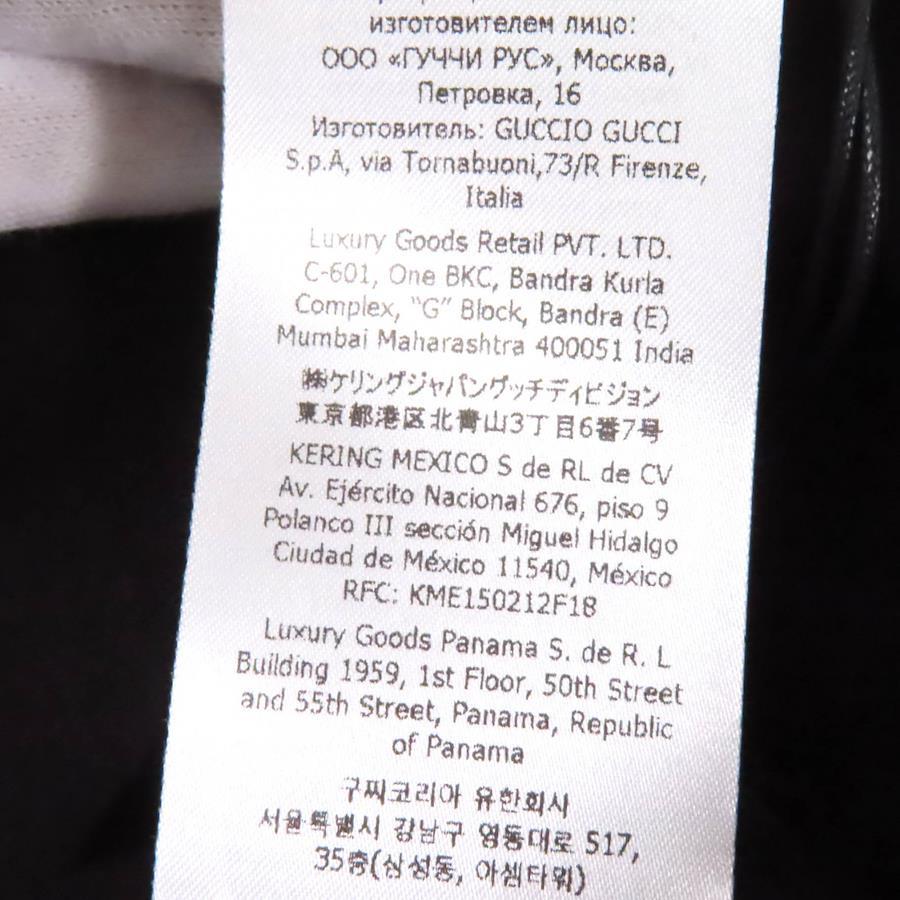 изготовителем лицо:
ООО «ГУЧЧИ РУС», Москва,
Петровка, 16
Изготовитель: GUCCIO GUCCI
S.p.A, via Tornabuoni,73/R Firenze,
Italia
Luxury Goods Retail PVT. LTD.
C-601, One BKC, Bandra Kurla
Complex, “G” Block, Bandra (E)
Mumbai Maharashtra 400051 India
㈱ケリングジャパングッチディビジョン
東京都港区北青山3丁目6番7号
KERING MEXICO S de RL de CV
Av. Ejército Nacional 676, piso 9
Polanco III sección Miguel Hidalgo
Ciudad de México 11540, México
RFC: KME150212F18
Luxury Goods Panama S. de R. L
Building 1959, 1st Floor, 50th Street
and 55th Street, Panama, Republic
of Panama
구찌코리아 유한회사
서울특별시 강남구 영동대로 517,
35층(삼성동, 아셈타워)